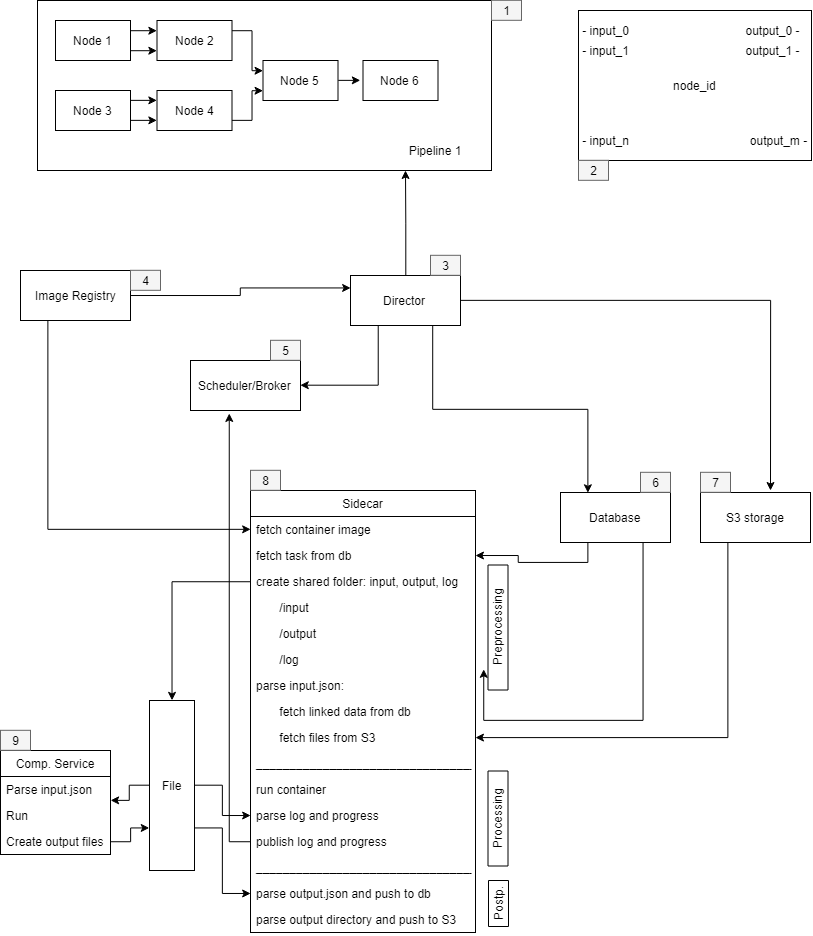 1
Node 1
Node 2
Node 5
Node 6
Node 3
Node 4
Pipeline 1
- input_0
output_0 -
- input_1
output_1 -
node_id
- input_n
output_m -
2
3
Director
4
Image Registry
5
Scheduler/Broker
6
Database
7
S3 storage
8
Sidecar
fetch container image
fetch task from db
create shared folder: input, output, log
/input
/output
/log
parse input.json:
fetch linked data from db
fetch files from S3
Preprocessing
run container
parse log and progress
publish log and progress
Processing
parse output.json and push to db
parse output directory and push to S3
Postp.
File
9
Comp. Service
Parse input.json
Run
Create output files